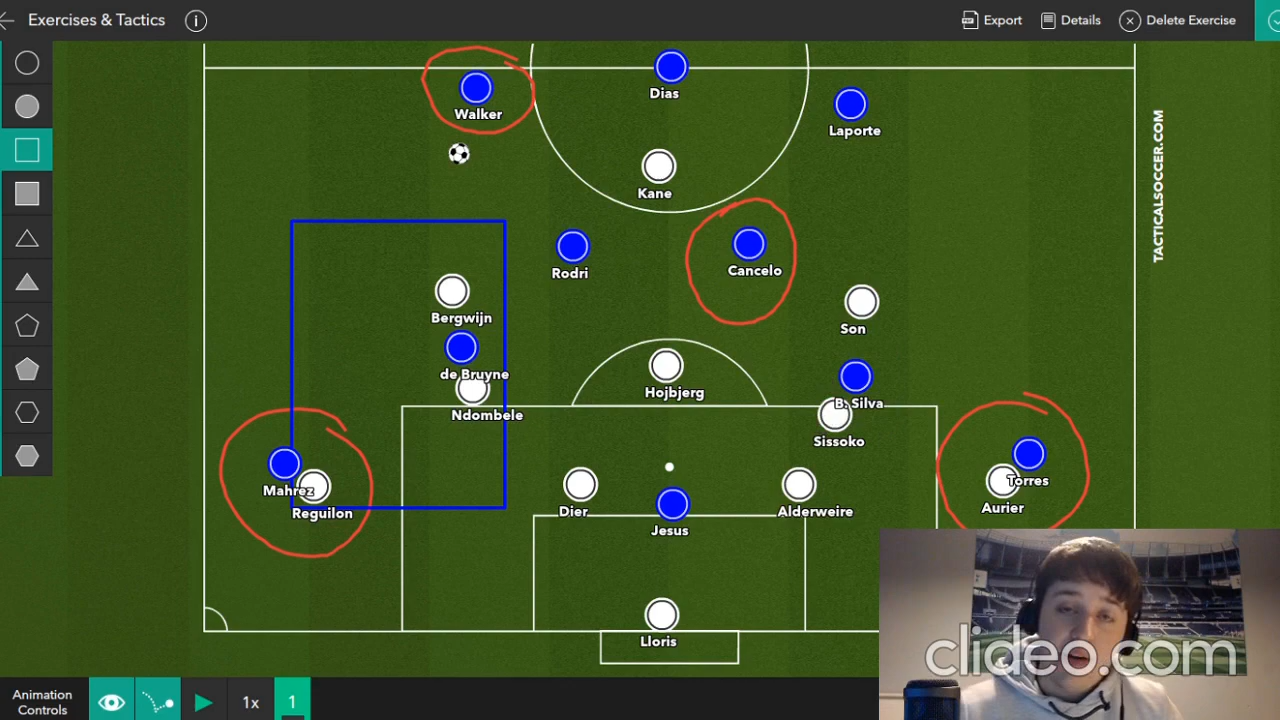 Exercises & Tactics
i
Export
Details
Delete Exercise
Walker
Dias
Laporte
TACTICALSOCCER.COM
Kane
Rodri
Cancelo
Bergwijn
Son
de Bruyne
Ndombele
Hojbjerg
B. Silva
Sissoko
Mahrez
Reguilon
Dier
Jesus
Alderweire
Torres
Aurier
Lloris
clideo.com
Animation
Controls
1x
1